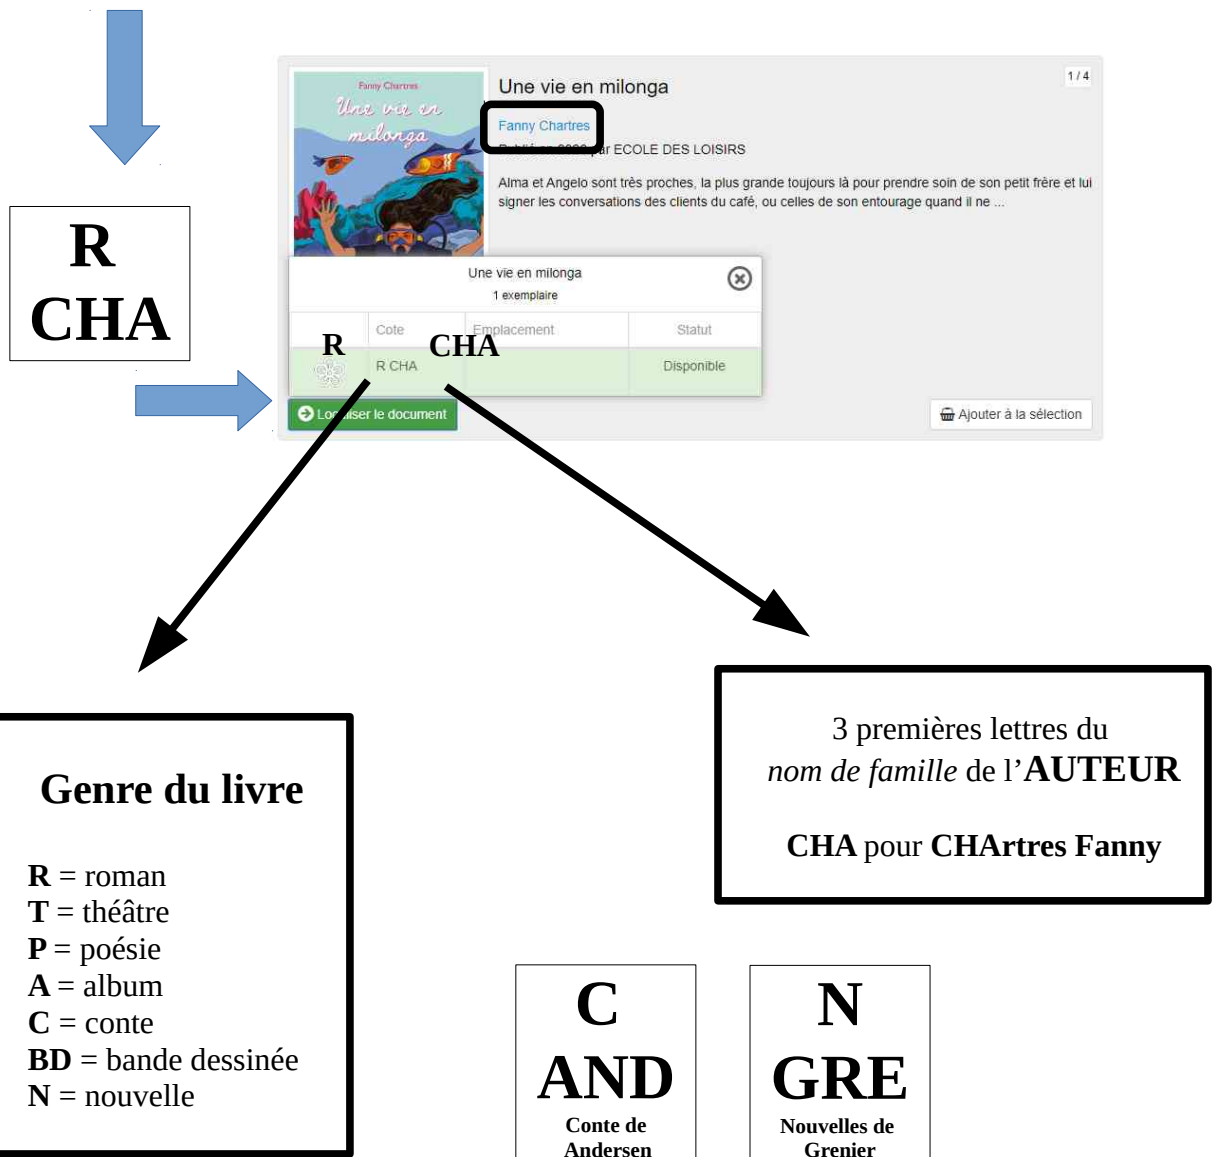 R
CHA
Fanny Chartres
Une vie en
milonga
Une vie en milonga
1 / 4
Fanny Chartres
par ECOLE DES LOISIRS
Alma et Angelo sont très proches, la plus grande toujours là pour prendre soin de son petit frère et lui
signer les conversations des clients du café, ou celles de son entourage quand il ne ...
Une vie en milonga
1 exemplaire
Cote
Emplacement
Statut
R
CHA
R CHA
Disponible
Localiser le document
Ajouter à la sélection
Genre du livre
R = roman
T = théâtre
P = poésie
A = album
C = conte
BD = bande dessinée
N = nouvelle
3 premières lettres du
nom de famille de l’AUTEUR
CHA pour CHArtres Fanny
C
AND
Conte de
Andersen
N
GRE
Nouvelles de
Grenier